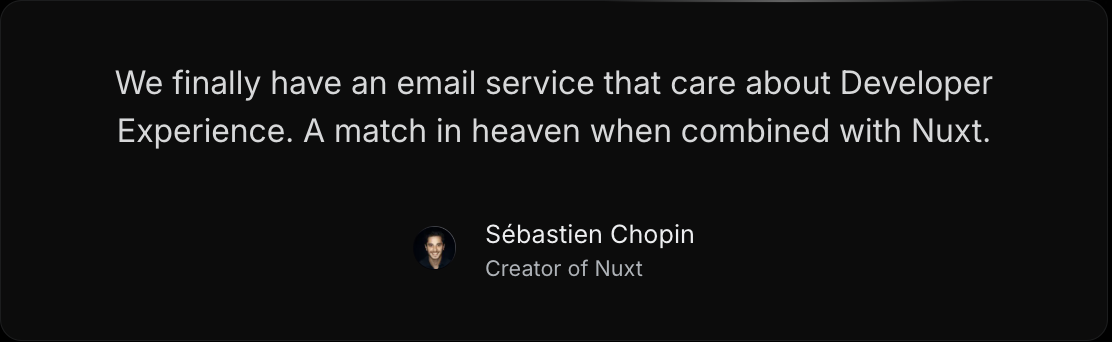 We finally have an email service that care about Developer
Experience. A match in heaven when combined with Nuxt.
Sébastien Chopin
Creator of Nuxt